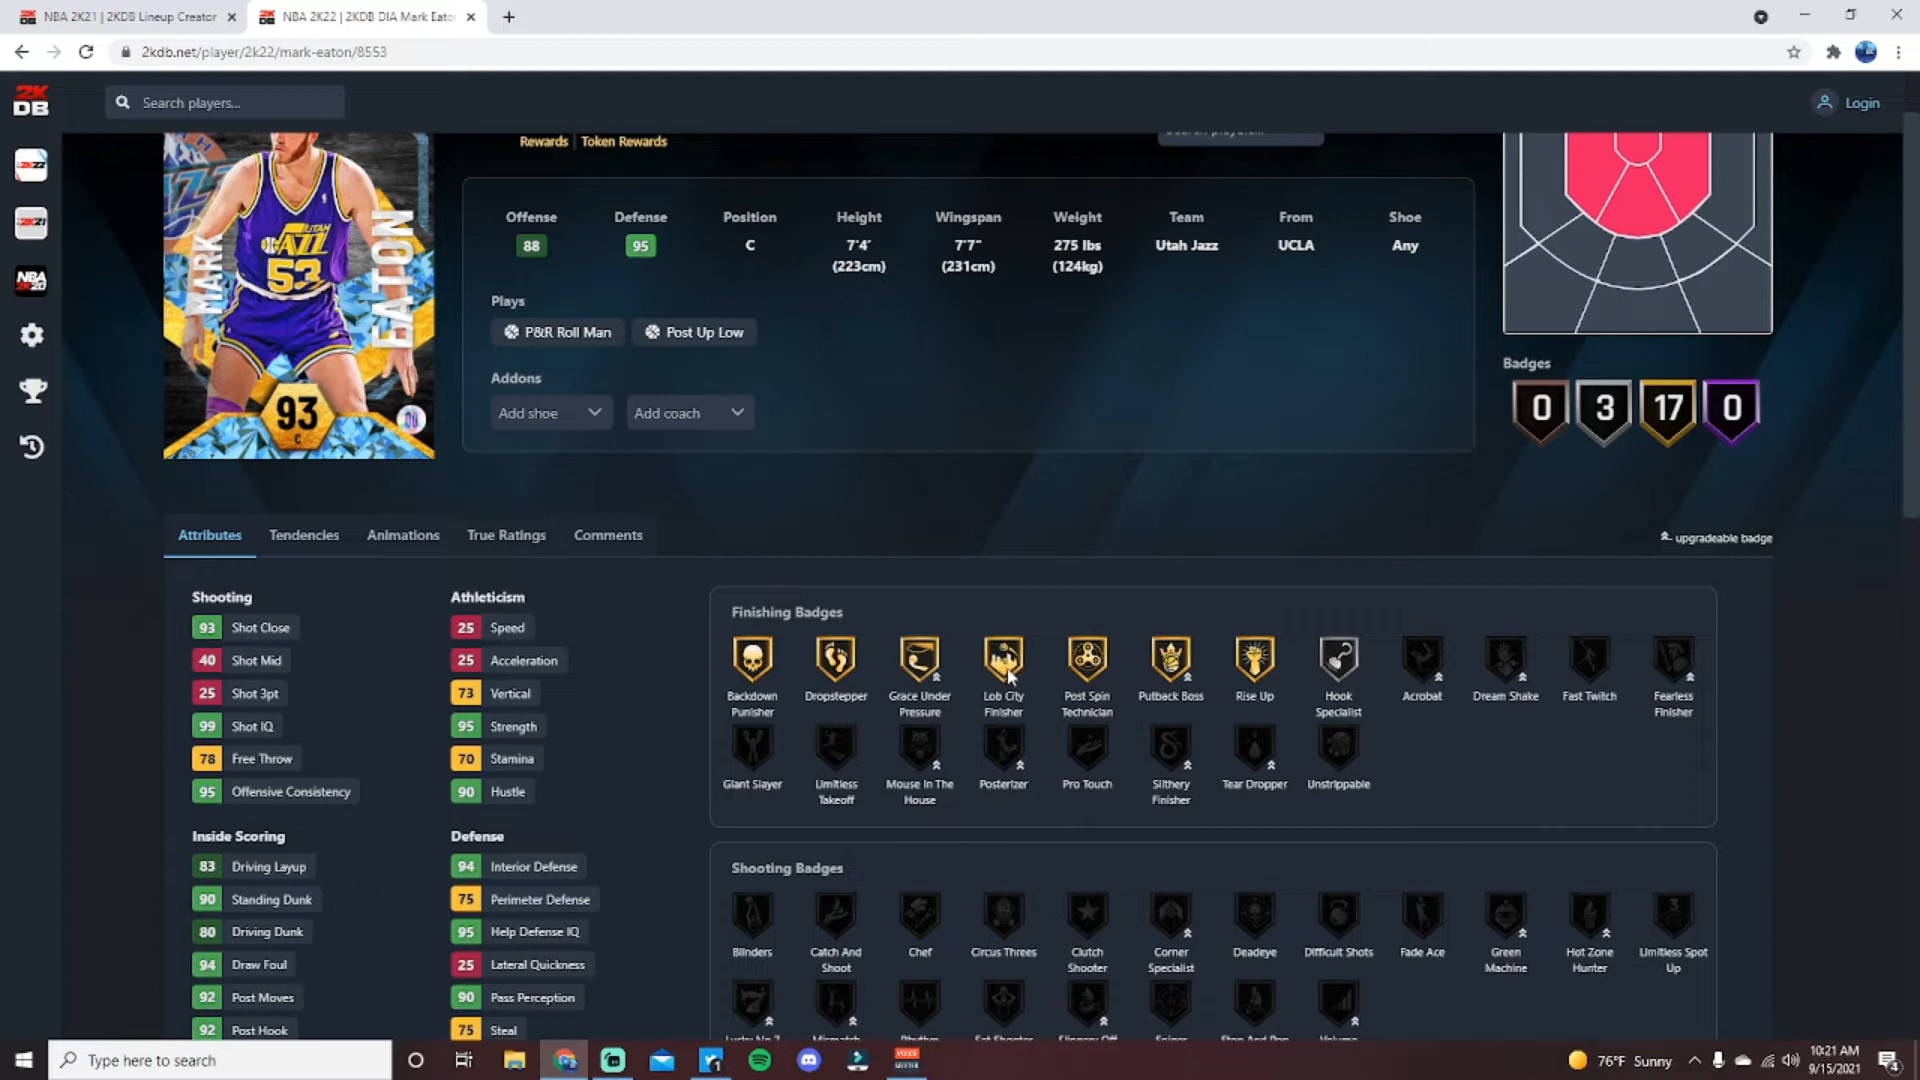 NBA 2K21 | 2KDB Lineup Creator
NBA 2K22 | 2KDB DIA Mark Eato
2kdb.net/player/2k22/mark-eaton/8553
2K DB
Search players...
Login
2K22
2K21
NBA 2K20
Rewards | Token Rewards
MARK EATON
UTAH JAZZ
53
93
C
Offense
88
Defense
95
Position
C
Height
7'4' (223cm)
Wingspan
7'7" (231cm)
Weight
275 lbs (124kg)
Team
Utah Jazz
From
UCLA
Shoe
Any
Plays
P&R Roll Man
Post Up Low
Addons
Add shoe
Add coach
Badges
0 3 17 0
Attributes Tendencies Animations True Ratings Comments
upgradeable badge
Shooting
93 Shot Close
40 Shot Mid
25 Shot 3pt
99 Shot IQ
78 Free Throw
95 Offensive Consistency
Inside Scoring
83 Driving Layup
90 Standing Dunk
80 Driving Dunk
94 Draw Foul
92 Post Moves
92 Post Hook
Athleticism
25 Speed
25 Acceleration
73 Vertical
95 Strength
70 Stamina
90 Hustle
Defense
94 Interior Defense
75 Perimeter Defense
95 Help Defense IQ
25 Lateral Quickness
90 Pass Perception
75 Steal
Finishing Badges
Backdown Punisher
Dropstepper
Grace Under Pressure
Lob City Finisher
Post Spin Technician
Putback Boss
Rise Up
Hook Specialist
Acrobat
Dream Shake
Fast Twitch
Fearless Finisher
Giant Slayer
Limitless Takeoff
Mouse In The House
Posterizer
Pro Touch
Slithery Finisher
Tear Dropper
Unstrippable
Shooting Badges
Blinders
Catch And Shoot
Chef
Circus Threes
Clutch Shooter
Corner Specialist
Deadeye
Difficult Shots
Fade Ace
Green Machine
Hot Zone Hunter
Limitless Spot Up
Type here to search
76°F Sunny
10:21 AM
9/15/2021